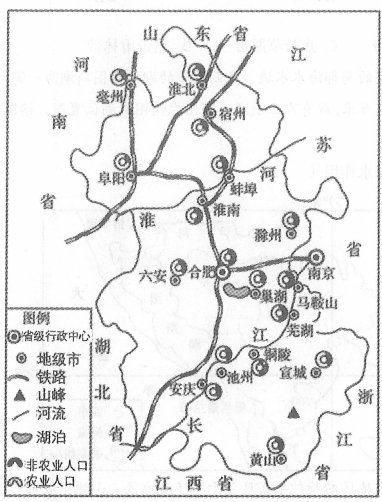 山 东 省
河
江
亳州
淮北
宿州
南
苏
阜阳
蚌埠
河
省
淮
淮南
滁州
省
六安
合肥
南京
巢湖
马鞍山
图例
省级行政中心
地级市
铁路
山峰
河流
湖泊
非农业人口
农业人口
湖
北
省
江
芜湖
铜陵
池州
宣城
安庆
长
浙
江
省
黄山
江 西 省